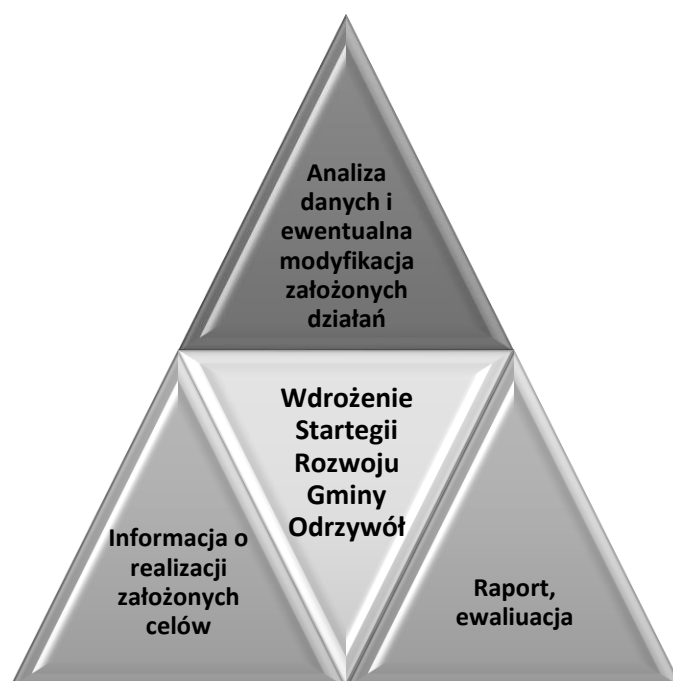 Analiza
danych i
ewentualna
modyfikacja
założonych
działań
Wdrożenie
Startegii
Rozwoju
Gminy
Odrzywół
Informacja o
realizacji
założonych
celów
Raport,
ewaliuacja